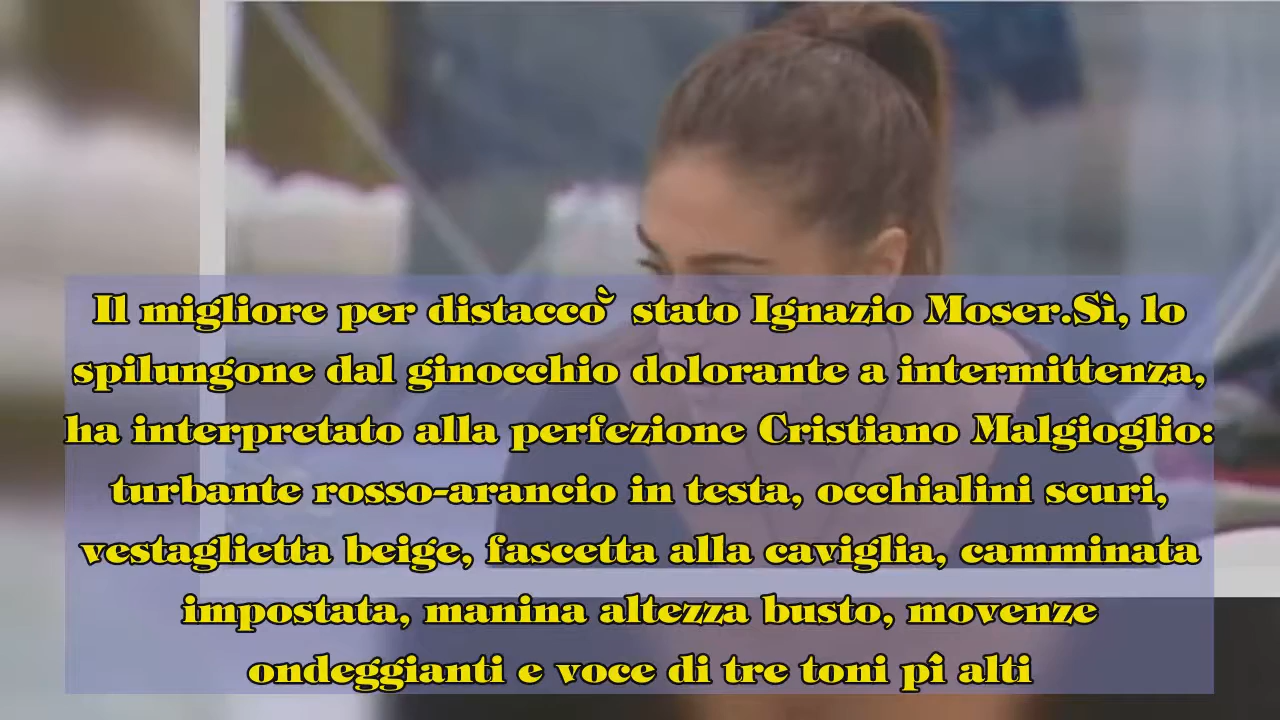 Il migliore per distaccò stato Ignazio Moser.Sì, lo
spilungone dal ginocchio dolorante a intermittenza,
ha interpretato alla perfezione Cristiano Malgioglio:
turbante rosso-arancio in testa, occhialini scuri,
vestaglietta beige, fascetta alla caviglia, camminata
impostata, manina altezza busto, movenze
ondeggianti e voce di tre toni pî alti